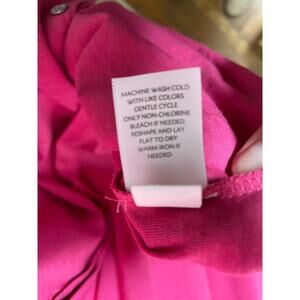 MACHINE WASH COLD
WITH LIKE COLORS
GENTLE CYCLE
ONLY NON-CHLORINE
BLEACH IF NEEDED
RESHAPE AND LAY
FLAT TO DRY
WARM IRON IF
NEEDED